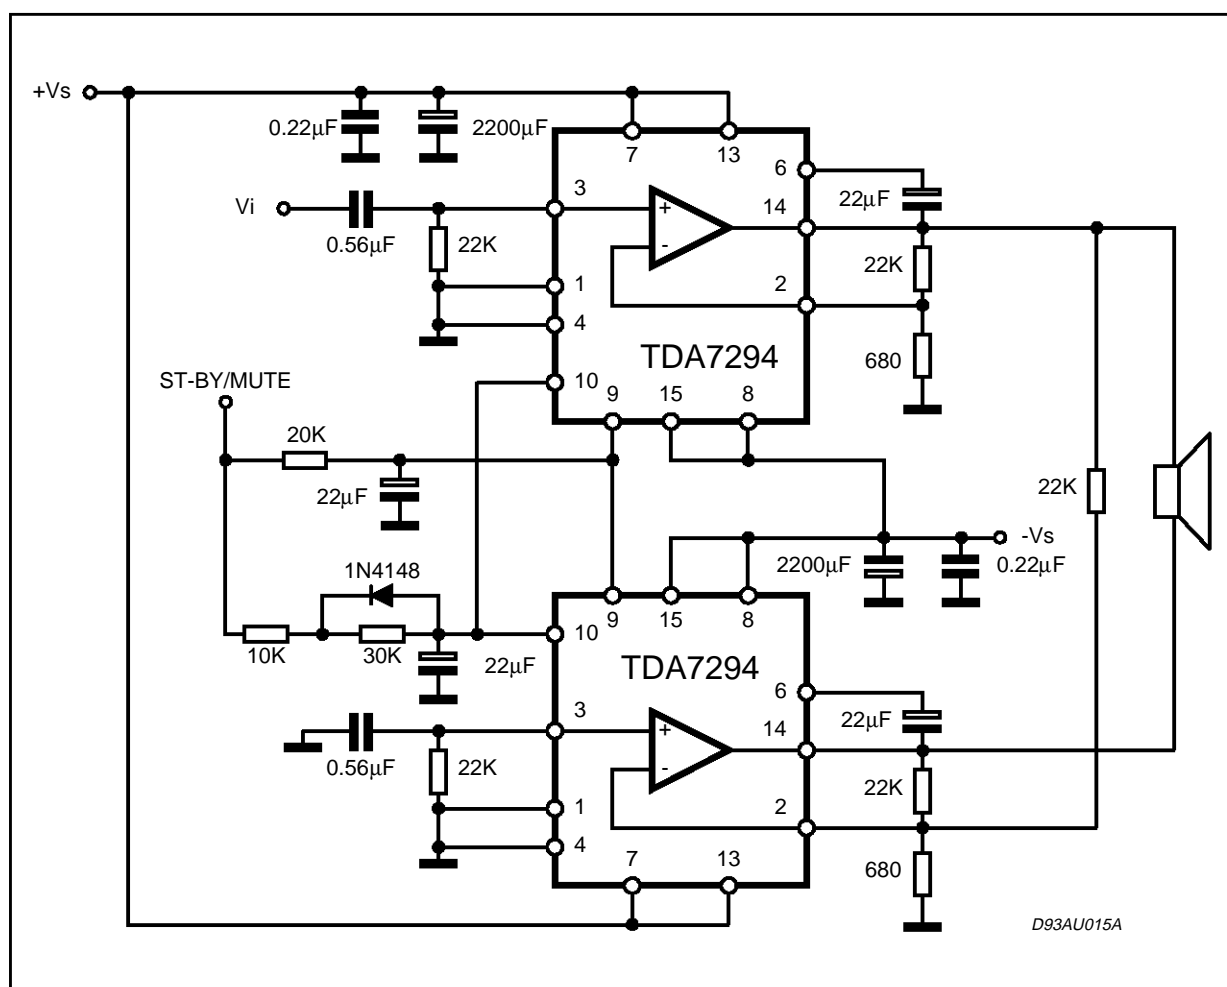 +Vs
0.22µF
2200µF
7
13
6
3
Vi
+
14
22µF
0.56µF
22K
-
22K
1
2
4
TDA7294
680
ST-BY/MUTE
10
9
15
8
20K
22µF
22K
-Vs
1N4148
2200µF
0.22µF
9
15
8
10
10K
30K
22µF
TDA7294
6
3
22µF
+
14
0.56µF
22K
-
22K
1
2
4
7
13
680
D93AU015A